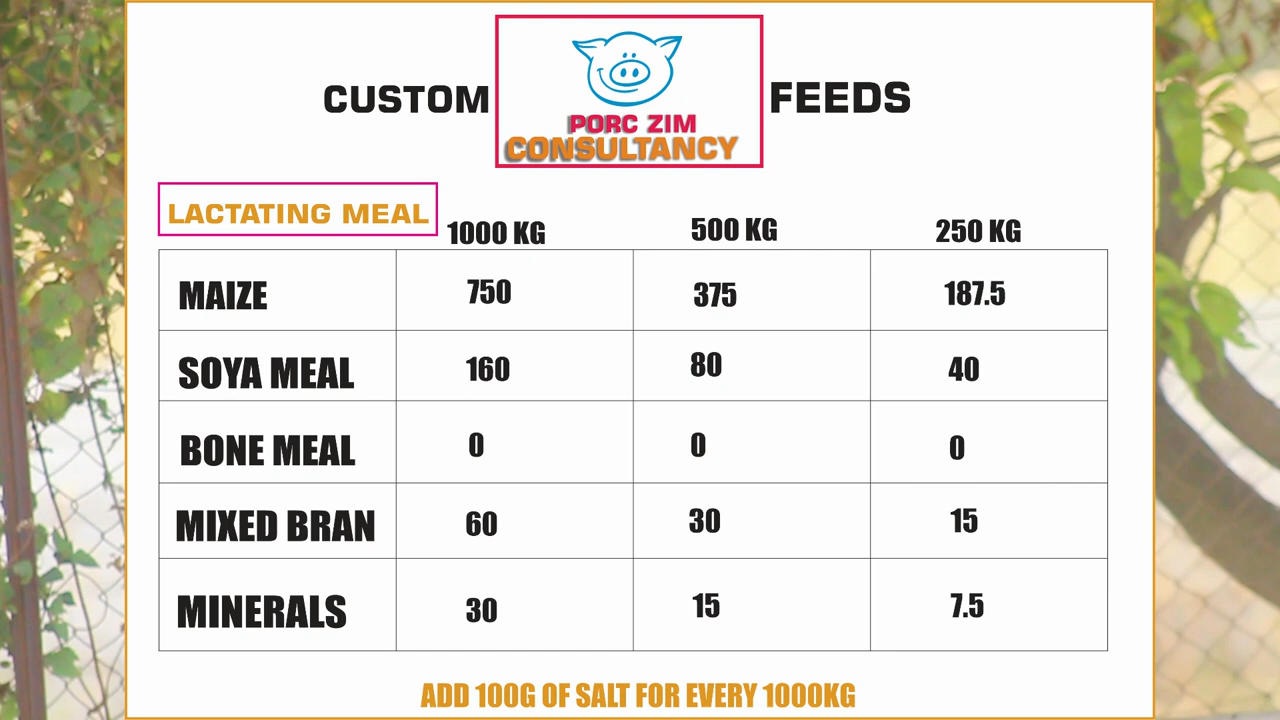 CUSTOM
PORC ZIM
CONSULTANCY
FEEDS
LACTATING MEAL
1000 KG 500 KG 250 KG
MAIZE 750 375 187.5
SOYA MEAL 160 80 40
BONE MEAL 0 0 0
MIXED BRAN 60 30 15
MINERALS 30 15 7.5
ADD 100G OF SALT FOR EVERY 1000KG